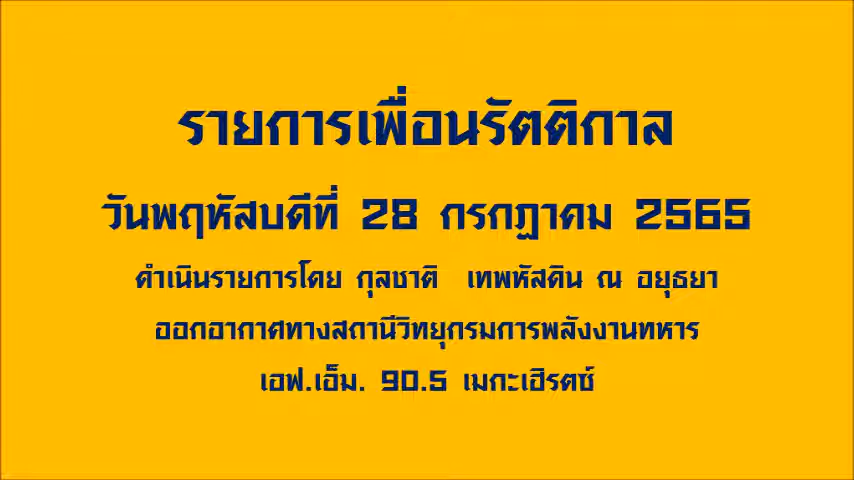 รายการเพื่อนรัตติกาล
วันพฤหัสบดีที่ 28 กรกฎาคม 2565
ดำเนินรายการโดย กุลชาติ เทพหัสดิน ณ อยุธยา
ออกอากาศทางสถานีวิทยุกรมการพลังงานทหาร
เอฟ.เอ็ม. 90.5 เมกะเฮิรตซ์